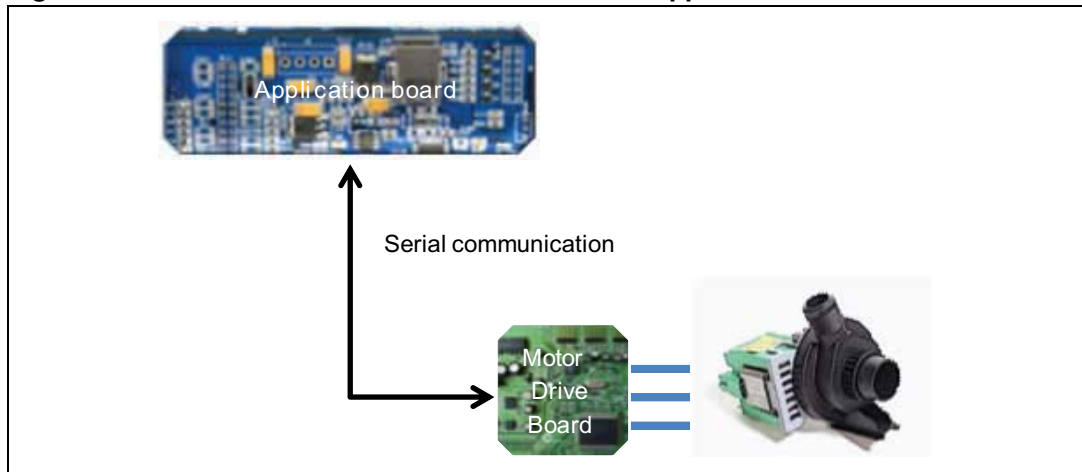 Application board
Serial communication
Motor
Drive
Board